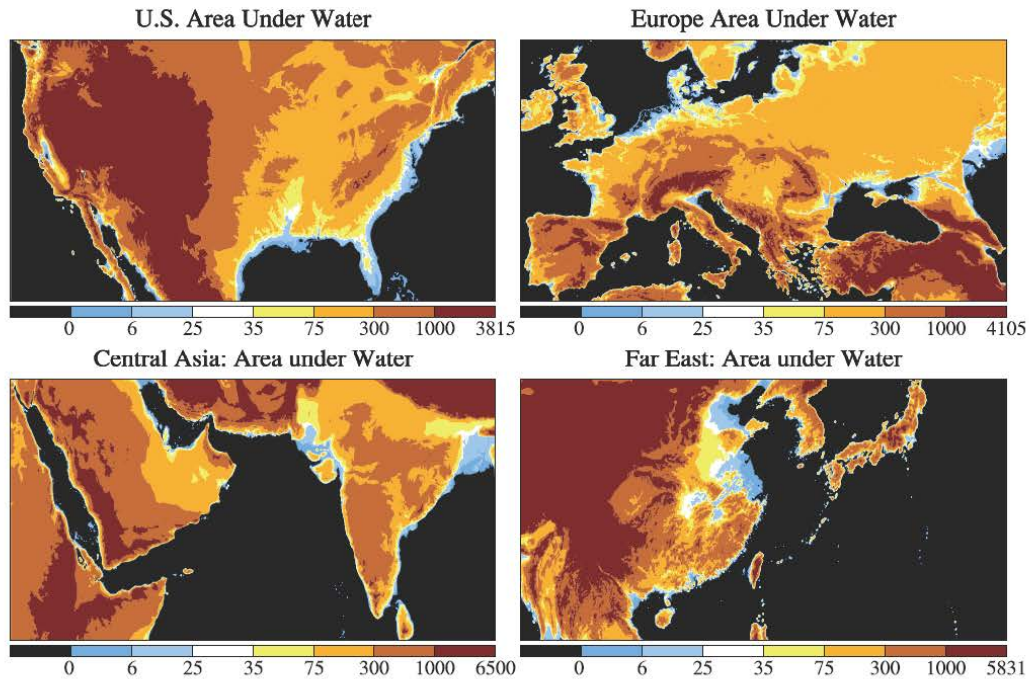 U.S. Area Under Water
Europe Area Under Water
0 6 25 35 75 300 1000 3815
0 6 25 35 75 300 1000 4105
Central Asia: Area under Water
Far East: Area under Water
0 6 25 35 75 300 1000 6500
0 6 25 35 75 300 1000 5831